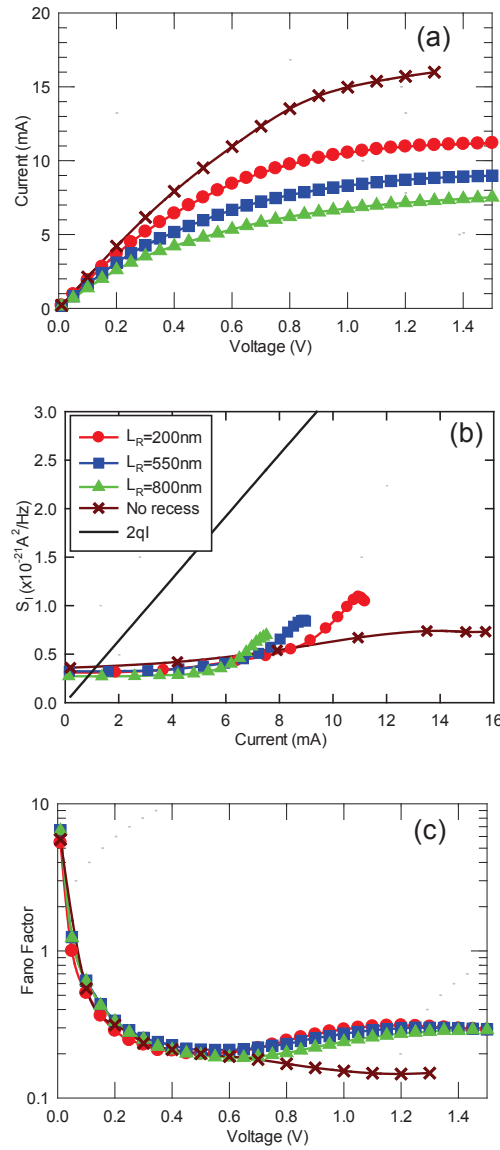 (a)
20
15
10
5
0
Current (mA)
0.0 0.2 0.4 0.6 0.8 1.0 1.2 1.4
Voltage (V)
(b)
3.0
2.5
2.0
1.5
1.0
0.5
0.0
S_I (x10^-21 A^2/Hz)
L_R=200nm
L_R=550nm
L_R=800nm
No recess
2qI
0 2 4 6 8 10 12 14 16
Current (mA)
(c)
10
1
0.1
Fano Factor
0.0 0.2 0.4 0.6 0.8 1.0 1.2 1.4
Voltage (V)